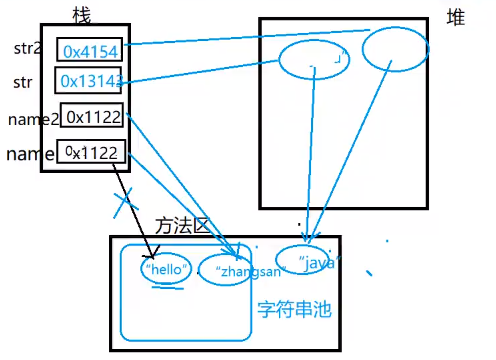 栈
堆
str2
0x4154
str
0x13143
name2
0x1122
name
0x1122
方法区
"hello"
"zhangsan"
"java"
字符串池